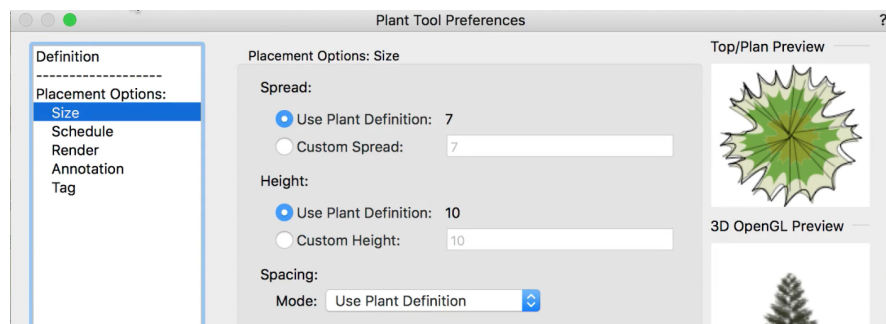 Plant Tool Preferences
?
Definition
-------------------
Placement Options:
Size
Schedule
Render
Annotation
Tag
Placement Options: Size
Spread:
Use Plant Definition: 7
Custom Spread: 7
Height:
Use Plant Definition: 10
Custom Height: 10
Spacing:
Mode: Use Plant Definition
Top/Plan Preview
3D OpenGL Preview